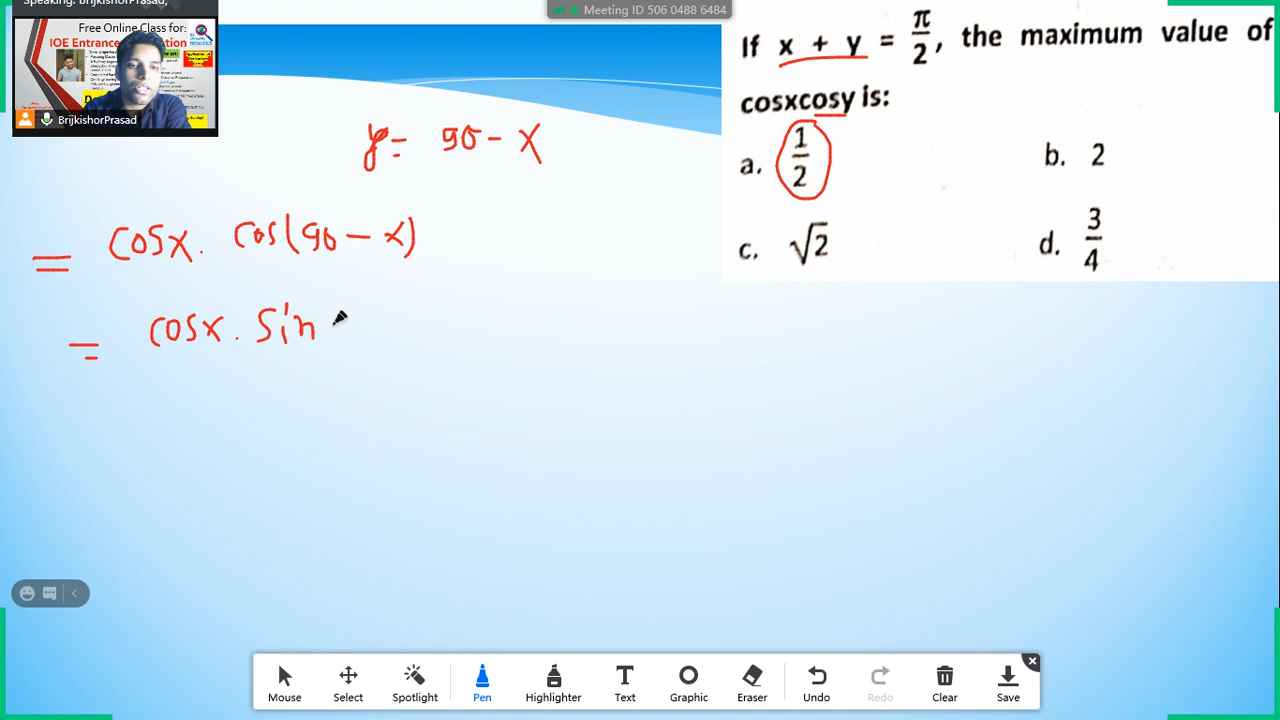 Speaking: BrijkishorPrasad,
Meeting ID 506 0488 6484
Free Online Class for:
IOE Entrance
BrijkishorPrasad
If x + y = π/2, the maximum value of
cosxcosy is:
a. 1/2
b. 2
c. √2
d. 3/4
y = 90 - x
= cosx. cos(90 - x)
= cosx. sin
Mouse
Select
Spotlight
Pen
Highlighter
Text
Graphic
Eraser
Undo
Redo
Clear
Save